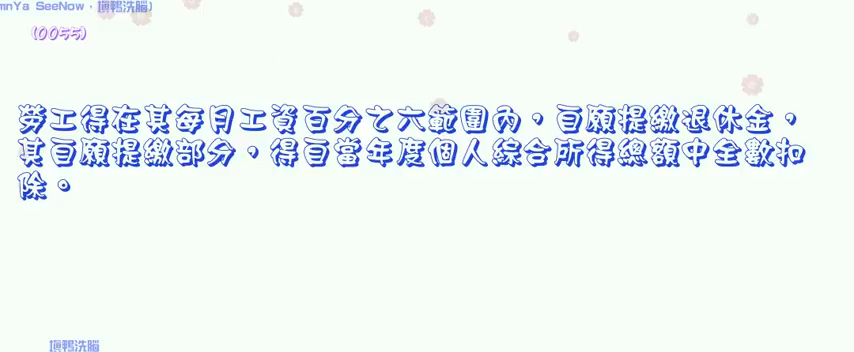 mnYa SeeNow，填鴨洗腦）
（0055）
勞工得在其每月工資百分之六範圍內，自願提繳退休金，
其自願提繳部分，得自當年度個人綜合所得總額中全數扣
除。
填鴨洗腦